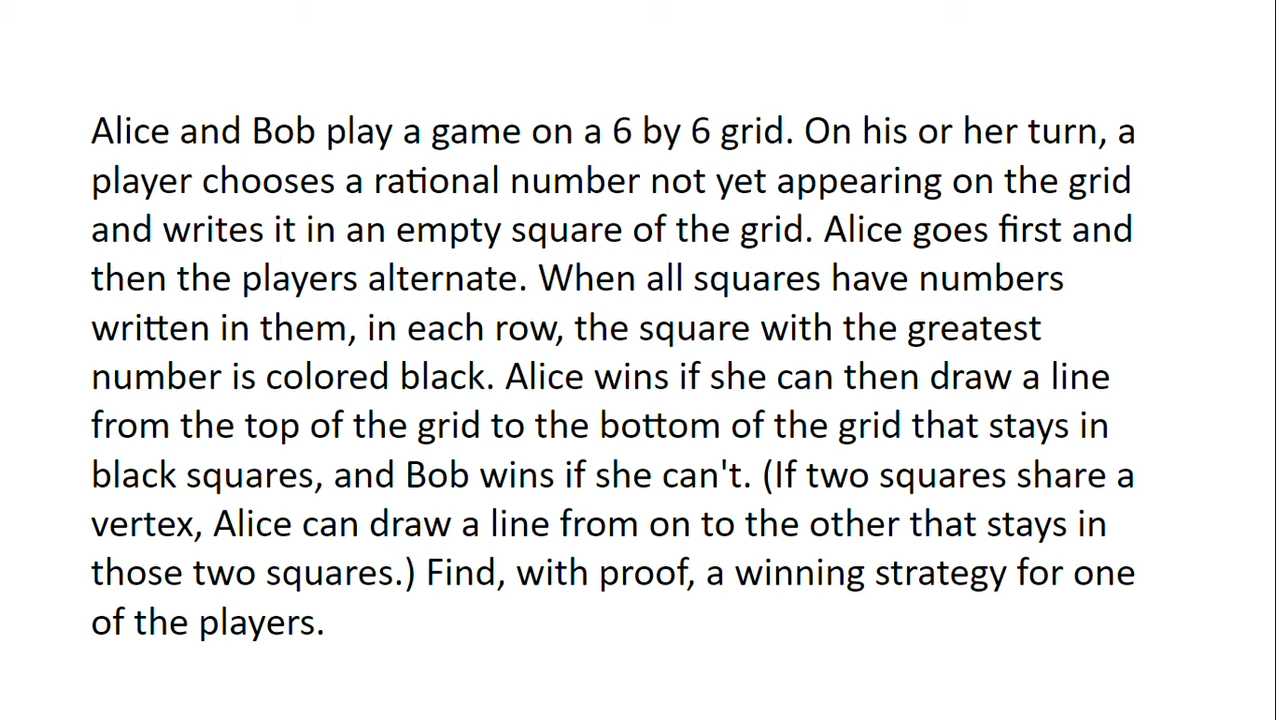 Alice and Bob play a game on a 6 by 6 grid. On his or her turn, a
player chooses a rational number not yet appearing on the grid
and writes it in an empty square of the grid. Alice goes first and
then the players alternate. When all squares have numbers
written in them, in each row, the square with the greatest
number is colored black. Alice wins if she can then draw a line
from the top of the grid to the bottom of the grid that stays in
black squares, and Bob wins if she can't. (If two squares share a
vertex, Alice can draw a line from on to the other that stays in
those two squares.) Find, with proof, a winning strategy for one
of the players.